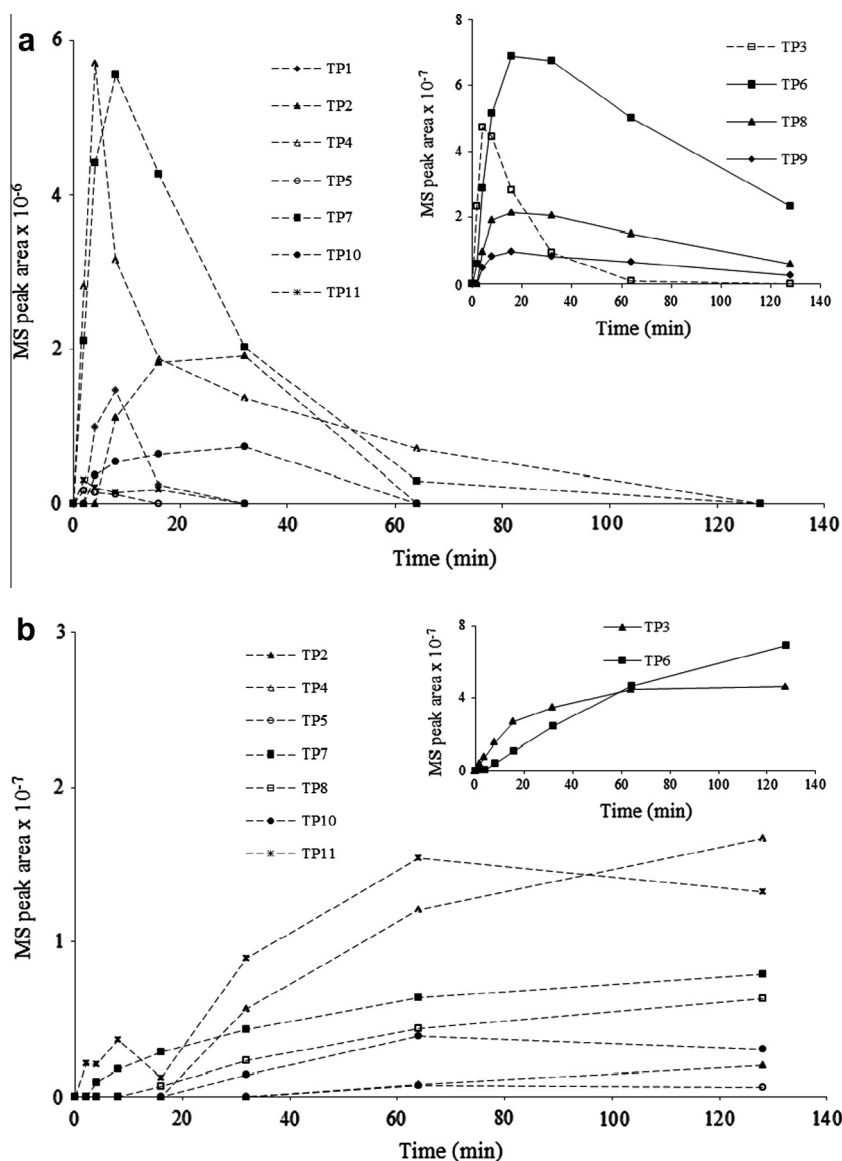 a
6
4
2
0
MS peak area x 10-6
TP1
TP2
TP4
TP5
TP7
TP10
TP11
0 20 40 60 80 100 120 140
Time (min)
8
6
4
2
0
MS peak area x 10-7
TP3
TP6
TP8
TP9
0 20 40 60 80 100 120 140
Time (min)
b
3
2
1
0
MS peak area x 10-7
TP2
TP4
TP5
TP7
TP8
TP10
TP11
0 20 40 60 80 100 120 140
Time (min)
8
4
0
MS peak area x 10-7
TP3
TP6
0 20 40 60 80 100 120 140
Time (min)